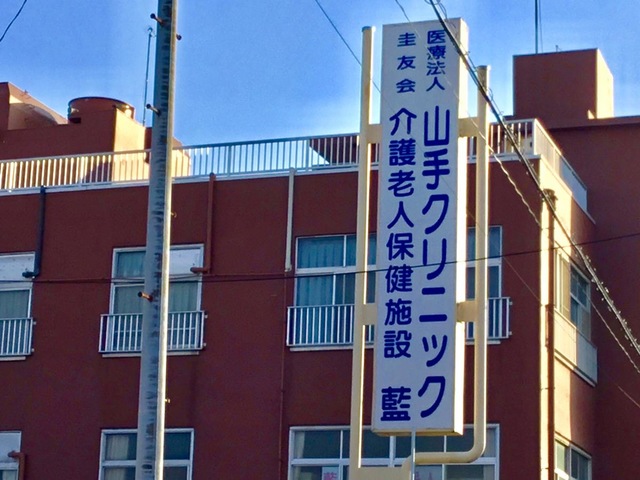 医療法人
圭友会
山手クリニック
介護老人保健施設 藍